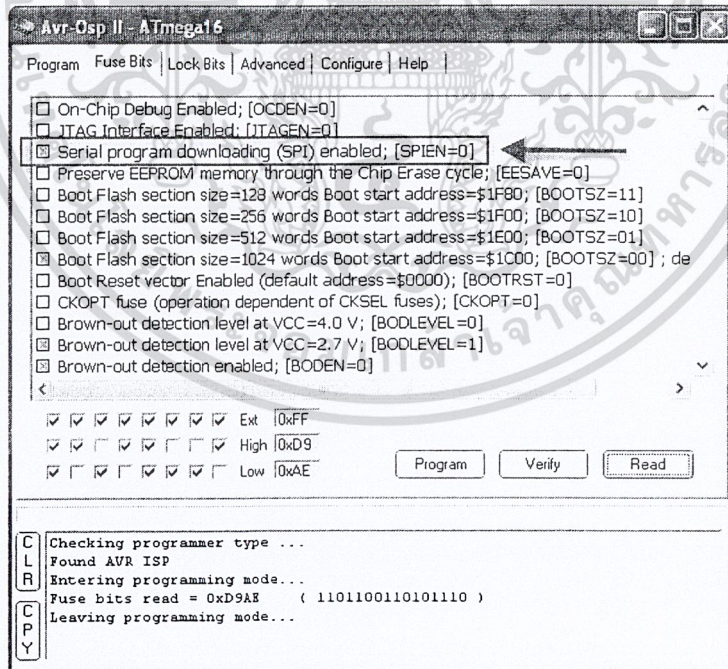 Avr-Osp II - ATmega16
Program Fuse Bits Lock Bits Advanced Configure Help
On-Chip Debug Enabled; [OCDEN=0]
JTAG Interface Enabled; [JTAGEN=0]
Serial program downloading (SPI) enabled; [SPIEN=0]
Preserve EEPROM memory through the Chip Erase cycle; [EESAVE=0]
Boot Flash section size=128 words Boot start address=$1F80; [BOOTSZ=11]
Boot Flash section size=256 words Boot start address=$1F00; [BOOTSZ=10]
Boot Flash section size=512 words Boot start address=$1E00; [BOOTSZ=01]
Boot Flash section size=1024 words Boot start address=$1C00; [BOOTSZ=00] ; de
Boot Reset vector Enabled (default address=$0000); [BOOTRST=0]
CKOPT fuse (operation dependent of CKSEL fuses); [CKOPT=0]
Brown-out detection level at VCC=4.0 V; [BODLEVEL=0]
Brown-out detection level at VCC=2.7 V; [BODLEVEL=1]
Brown-out detection enabled; [BODEN=0]
Ext 0xFF
High 0xD9
Low 0xAE
Program Verify Read
CLR
CPY
Checking programmer type ...
Found AVR ISP
Entering programming mode...
Fuse bits read = 0xD9AE ( 1101100110101110 )
Leaving programming mode...